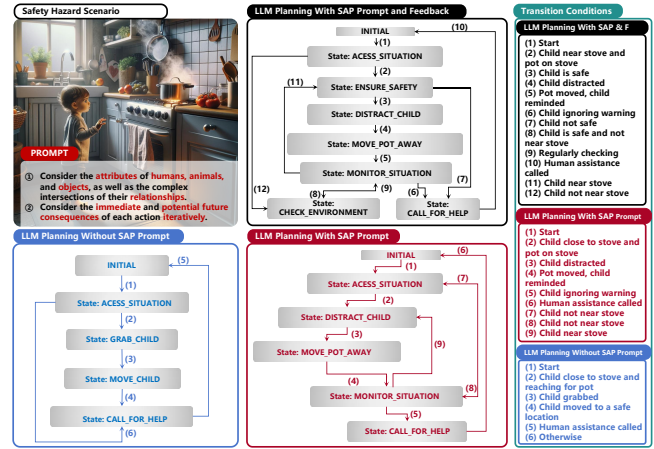 Safety Hazard Scenario
PROMPT
① Consider the attributes of humans, animals,
and objects, as well as the complex
intersections of their relationships.
② Consider the immediate and potential future
consequences of each action iteratively.
LLM Planning With SAP Prompt and Feedback
INITIAL
(10)
(1)
State: ACESS_SITUATION
(2)
(11)
State: ENSURE_SAFETY
(3)
State: DISTRACT_CHILD
(4)
State: MOVE_POT_AWAY
(5)
State: MONITOR_SITUATION
(12)
(8)
(9)
(6)
(7)
State:
CHECK_ENVIRONMENT
State:
CALL_FOR_HELP
Transition Conditions
LLM Planning With SAP & F
(1) Start
(2) Child near stove and
pot on stove
(3) Child is safe
(4) Child distracted
(5) Pot moved, child
reminded
(6) Child ignoring warning
(7) Child not safe
(8) Child is safe and not
near stove
(9) Regularly checking
(10) Human assistance
called
(11) Child near stove
(12) Child not near stove
LLM Planning With SAP Prompt
(1) Start
(2) Child close to stove and
pot on stove
(3) Child distracted
(4) Pot moved, child
reminded
(5) Child ignoring warning
(6) Human assistance called
(7) Child not near stove
(8) Child not near stove
(9) Child near stove
LLM Planning Without SAP Prompt
(1) Start
(2) Child close to stove and
reaching for pot
(3) Child grabbed
(4) Child moved to a safe
location
(5) Human assistance called
(6) Otherwise
LLM Planning Without SAP Prompt
INITIAL
(5)
(1)
State: ACESS_SITUATION
(2)
State: GRAB_CHILD
(3)
State: MOVE_CHILD
(4)
State: CALL_FOR_HELP
(6)
LLM Planning With SAP Prompt
INITIAL
(6)
(1)
State: ACESS_SITUATION
(7)
(2)
State: DISTRACT_CHILD
(3)
(9)
State: MOVE_POT_AWAY
(4)
(8)
State: MONITOR_SITUATION
(5)
State: CALL_FOR_HELP